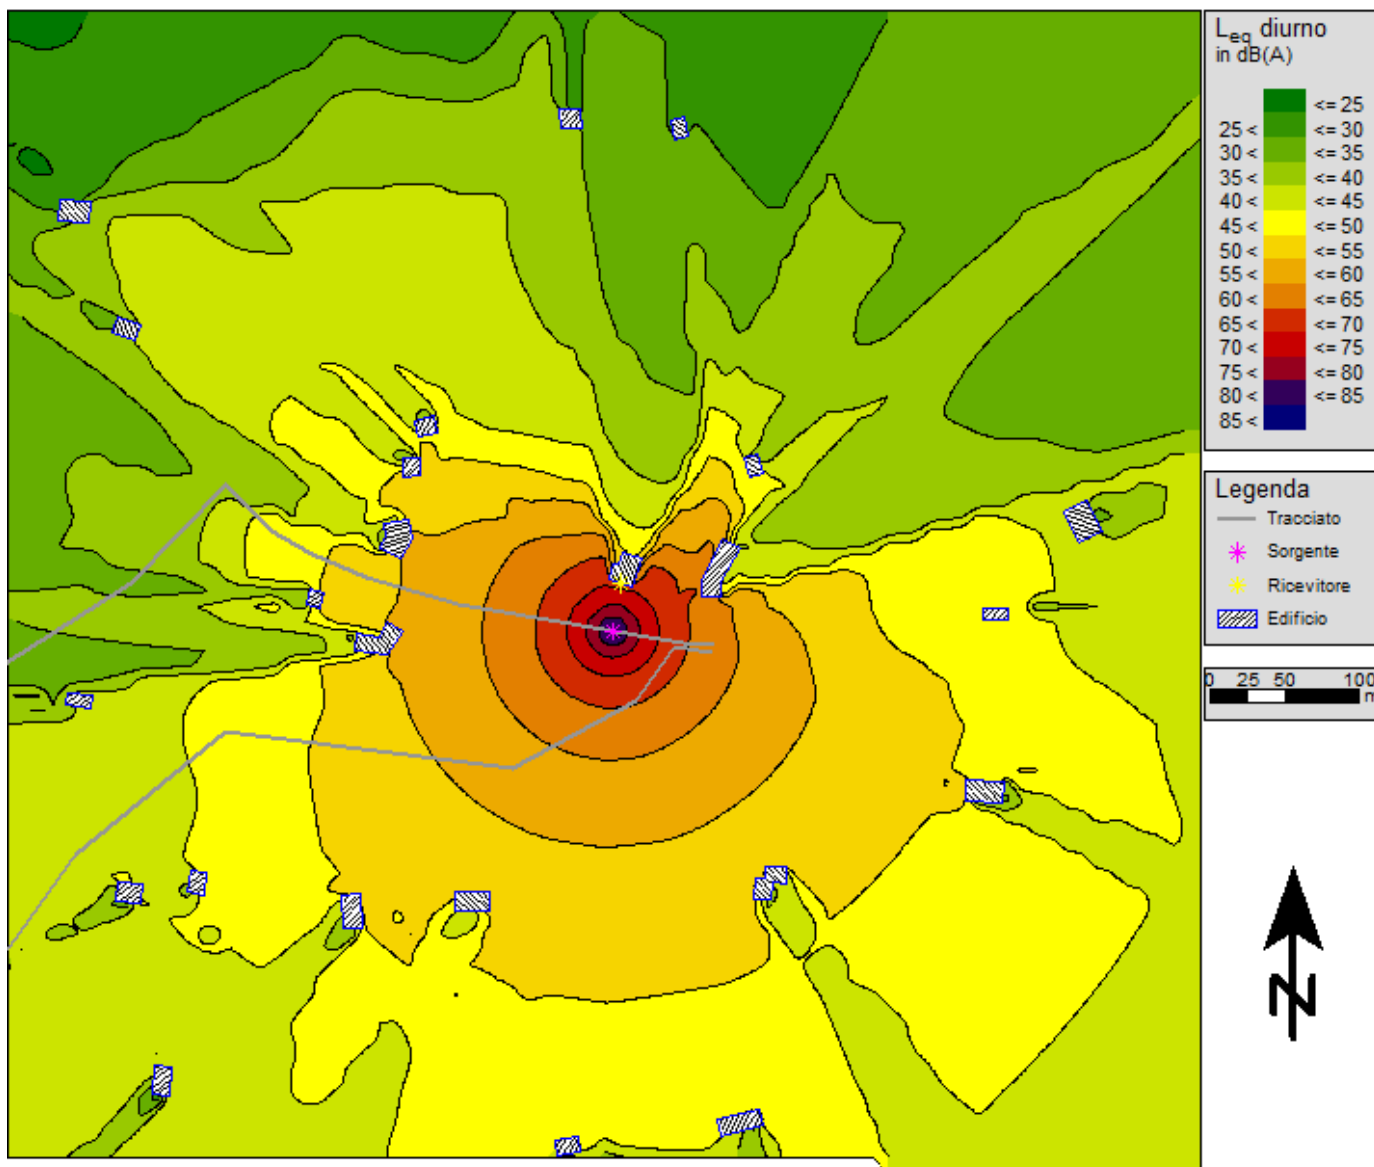 Leq diurno
in dB(A)
<= 25
25 < <= 30
30 < <= 35
35 < <= 40
40 < <= 45
45 < <= 50
50 < <= 55
55 < <= 60
60 < <= 65
65 < <= 70
70 < <= 75
75 < <= 80
80 < <= 85
85 <
Legenda
Tracciato
Sorgente
Ricevitore
Edificio
0 25 50 100
m
N